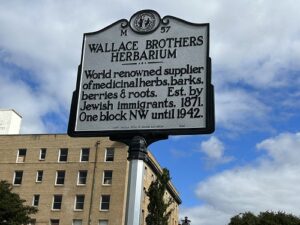 M 57
WALLACE BROTHERS
HERBARIUM
World renowned supplier
of medicinal herbs, barks,
berries & roots. Est. by
Jewish immigrants, 1871.
One block NW until 1942.